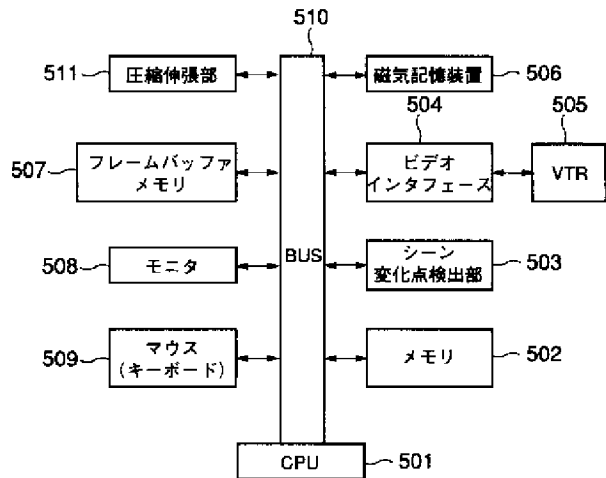 510
511
圧縮伸張部
磁気記憶装置
506
504
505
507
フレームバッファ
メモリ
ビデオ
インタフェース
VTR
508
モニタ
BUS
シーン
変化点検出部
503
509
マウス
(キーボード)
メモリ
502
CPU
501